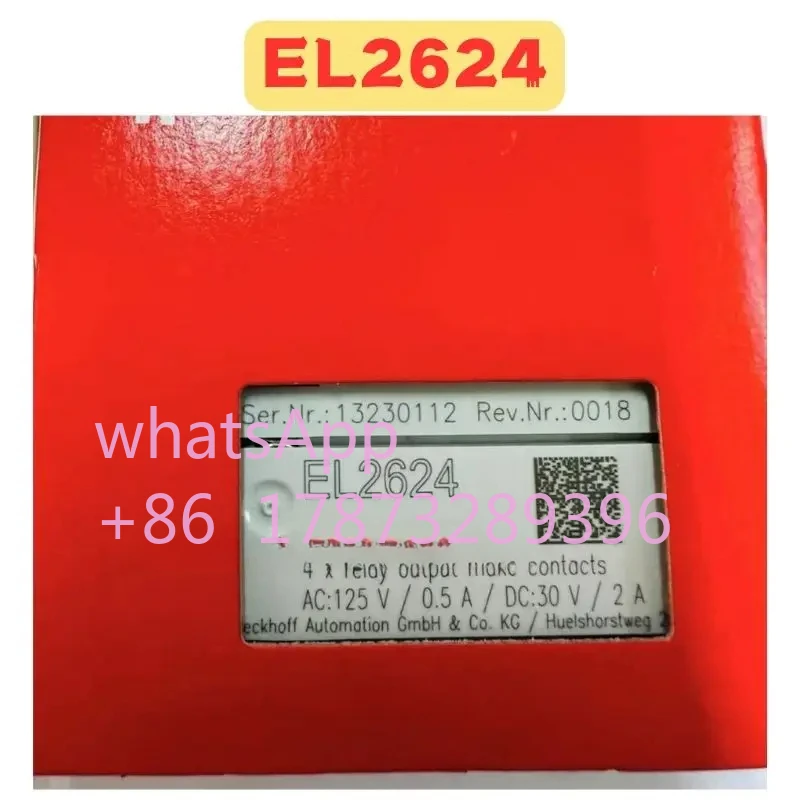 EL2624
Ser.Nr.: 13230112 Rev.Nr.:0018
whatsApp
EL2624
+86 17873289396
4 x relay output make contacts
AC:125 V / 0.5 A / DC:30 V / 2 A
eckhoff Automation GmbH & Co. KG / Huelshorstweg 2